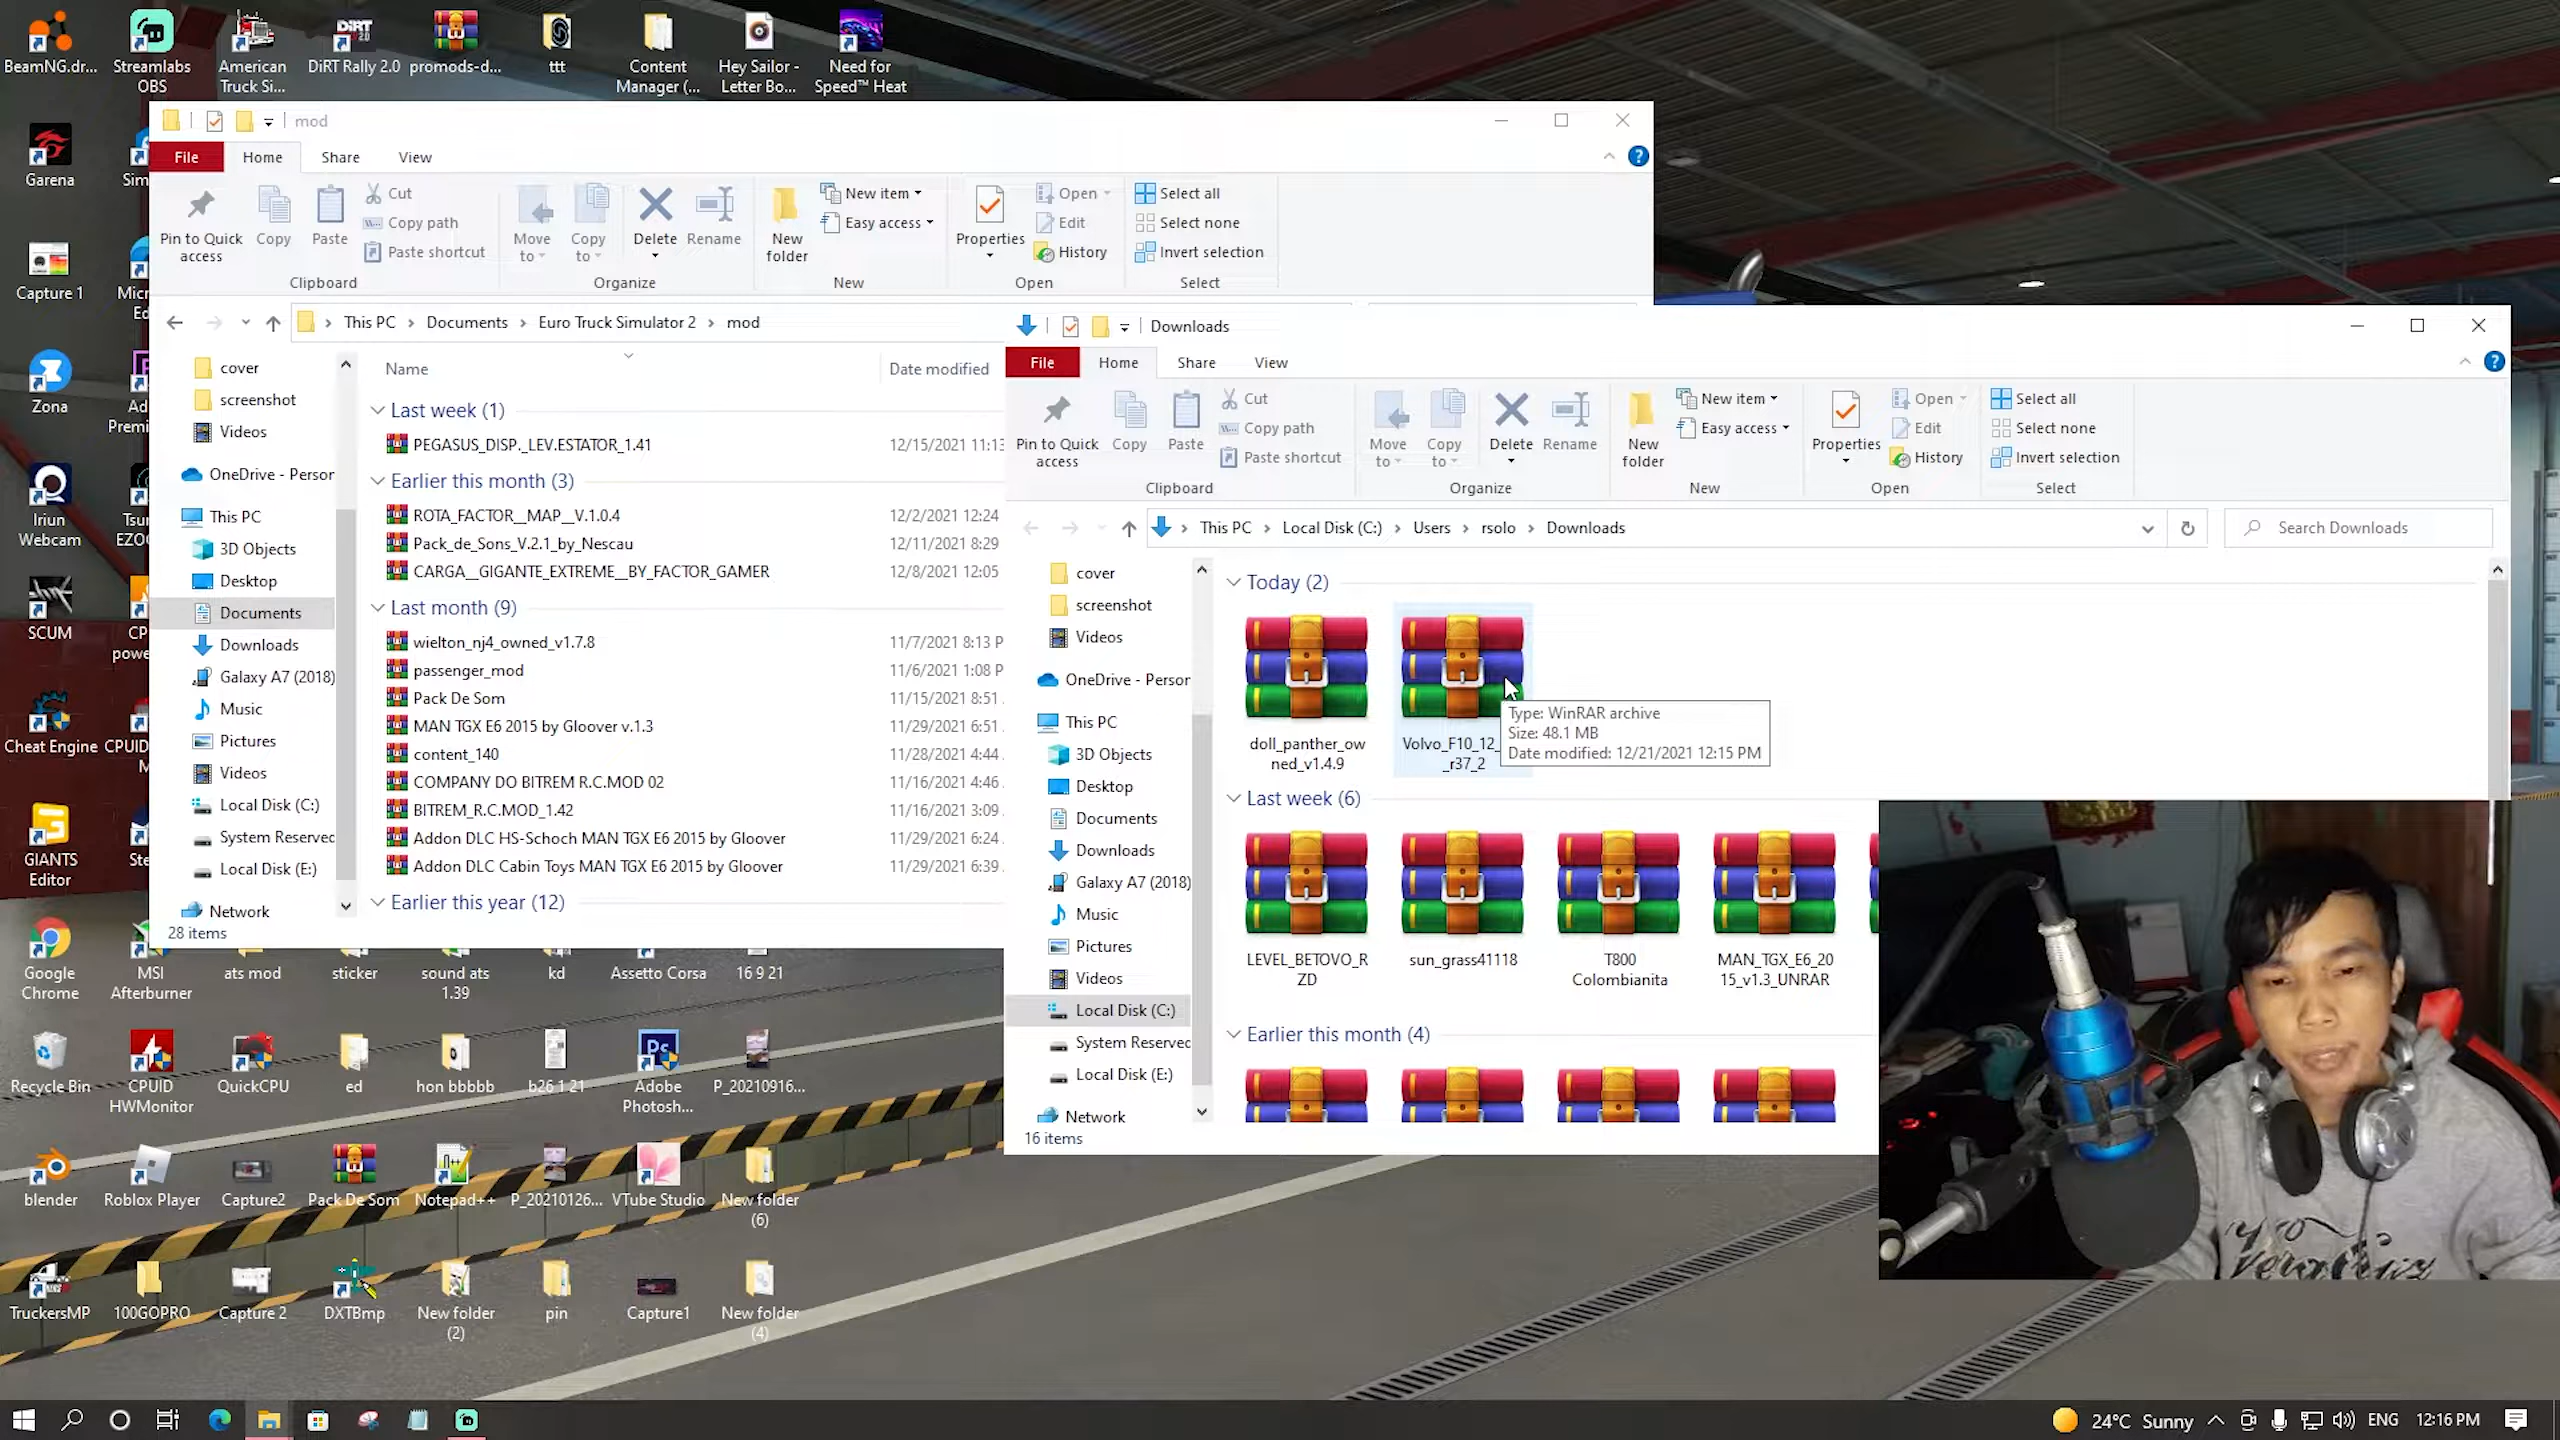 BeamNG.dr...
Streamlabs
OBS
American
Truck Si...
DiRT Rally 2.0
promods-d...
ttt
Content
Manager (...
Hey Sailor -
Letter Bo...
Need for
Speed™ Heat
Garena
Sim
Capture 1
Micr
Ed
Zona
Ad
Premi
Iriun
Webcam
Tsur
EZOC
SCUM
CP
powe
Cheat Engine
CPUID
M
GIANTS
Editor
Ste
Google
Chrome
MSI
Afterburner
ats mod
sticker
sound ats
1.39
kd
Assetto Corsa
16 9 21
Recycle Bin
CPUID
HWMonitor
QuickCPU
ed
hon bbbbb
b26 1 21
Adobe
Photosh...
P_20210916...
blender
Roblox Player
Capture2
Pack De Som
Notepad++
P_20210126...
VTube Studio
New folder
(6)
TruckersMP
100GOPRO
Capture 2
DXTBmp
New folder
(2)
pin
Capture1
New folder
(4)
mod
File
Home
Share
View
Pin to Quick
access
Copy
Paste
Cut
Copy path
Paste shortcut
Clipboard
Move
to
Copy
to
Delete
Rename
Organize
New
folder
New item
Easy access
New
Properties
Open
Edit
History
Open
Select all
Select none
Invert selection
Select
This PC
Documents
Euro Truck Simulator 2
mod
cover
screenshot
Videos
OneDrive - Person
This PC
3D Objects
Desktop
Documents
Downloads
Galaxy A7 (2018)
Music
Pictures
Videos
Local Disk (C:)
System Reserved
Local Disk (E:)
Network
28 items
Name
Date modified
Last week (1)
PEGASUS_DISP._LEV.ESTATOR_1.41 12/15/2021 11:13
Earlier this month (3)
ROTA_FACTOR__MAP__V.1.0.4 12/2/2021 12:24
Pack_de_Sons_V.2.1_by_Nescau 12/11/2021 8:29
CARGA__GIGANTE_EXTREME__BY_FACTOR_GAMER 12/8/2021 12:05
Last month (9)
wielton_nj4_owned_v1.7.8 11/7/2021 8:13 P
passenger_mod 11/6/2021 1:08 P
Pack De Som 11/15/2021 8:51
MAN TGX E6 2015 by Gloover v.1.3 11/29/2021 6:51
content_140 11/28/2021 4:44
COMPANY DO BITREM R.C.MOD 02 11/16/2021 4:46
BITREM_R.C.MOD_1.42 11/16/2021 3:09
Addon DLC HS-Schoch MAN TGX E6 2015 by Gloover 11/29/2021 6:24
Addon DLC Cabin Toys MAN TGX E6 2015 by Gloover 11/29/2021 6:39
Earlier this year (12)
Downloads
File
Home
Share
View
Pin to Quick
access
Copy
Paste
Cut
Copy path
Paste shortcut
Clipboard
Move
to
Copy
to
Delete
Rename
Organize
New
folder
New item
Easy access
New
Properties
Open
Edit
History
Open
Select all
Select none
Invert selection
Select
This PC
Local Disk (C:)
Users
rsolo
Downloads
Search Downloads
cover
screenshot
Videos
OneDrive - Person
This PC
3D Objects
Desktop
Documents
Downloads
Galaxy A7 (2018)
Music
Pictures
Videos
Local Disk (C:)
System Reserved
Local Disk (E:)
Network
16 items
Today (2)
doll_panther_ow
ned_v1.4.9
Volvo_F10_12_
_r37_2
Type: WinRAR archive
Size: 48.1 MB
Date modified: 12/21/2021 12:15 PM
Last week (6)
LEVEL_BETOVO_R
ZD
sun_grass41118
T800
Colombianita
MAN_TGX_E6_20
15_v1.3_UNRAR
Earlier this month (4)
24°C Sunny
ENG
12:16 PM